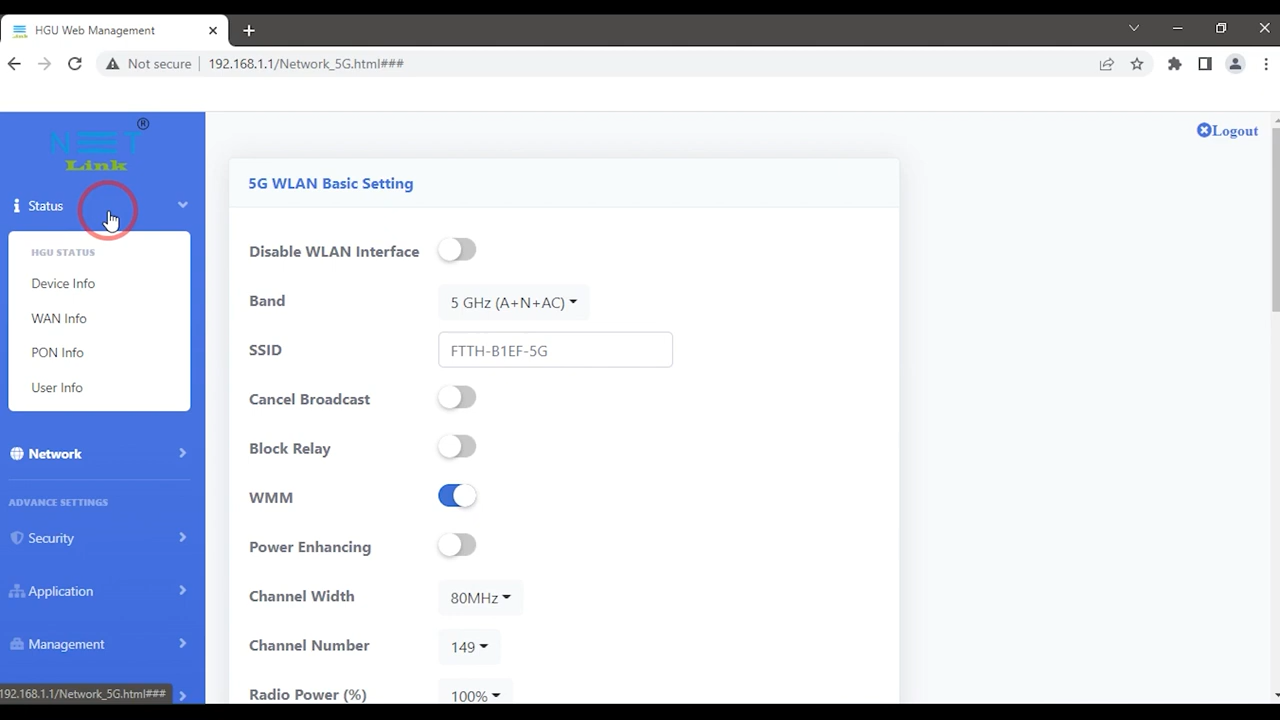 HGU Web Management
Not secure
192.168.1.1/Network_5G.html###
NET
Link
®
Logout
Status
HGU STATUS
Device Info
WAN Info
PON Info
User Info
Network
ADVANCE SETTINGS
Security
Application
Management
192.168.1.1/Network_5G.html###
5G WLAN Basic Setting
Disable WLAN Interface
Band
5 GHz (A+N+AC)
SSID
FTTH-B1EF-5G
Cancel Broadcast
Block Relay
WMM
Power Enhancing
Channel Width
80MHz
Channel Number
149
Radio Power (%)
100%